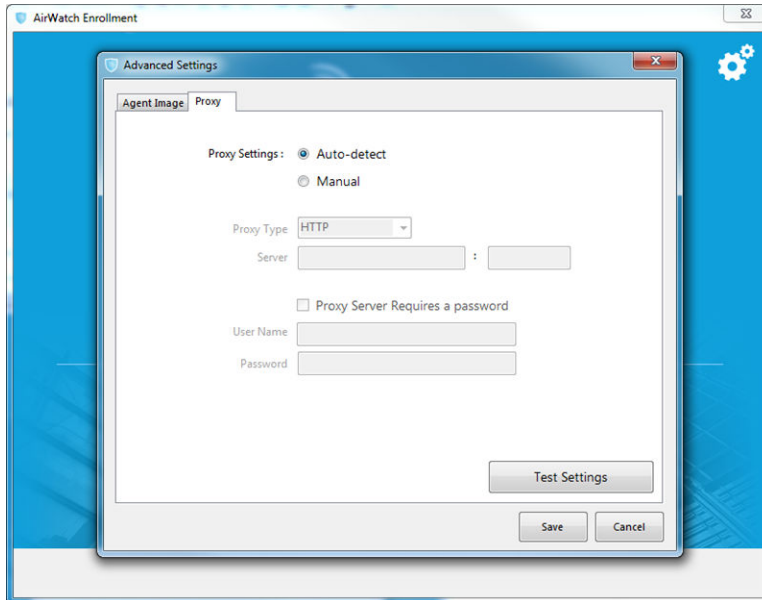 AirWatch Enrollment
Advanced Settings
Agent Image Proxy
Proxy Settings : Auto-detect
Manual
Proxy Type HTTP
Server :
Proxy Server Requires a password
User Name
Password
Test Settings
Save Cancel